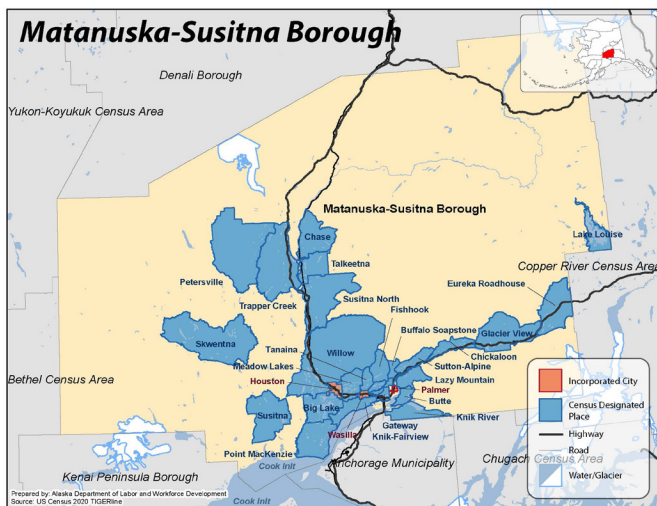 Matanuska-Susitna Borough
Denali Borough
Yukon-Koyukuk Census Area
Matanuska-Susitna Borough
Chase
Lake Louise
Talkeetna
Copper River Census Area
Petersville
Eureka Roadhouse
Trapper Creek
Susitna North
Fishhook
Buffalo Soapstone
Glacier View
Skwentna
Tanaina
Willow
Chickaloon
Meadow Lakes
Sutton-Alpine
Bethel Census Area
Houston
Lazy Mountain
Palmer
Big Lake
Butte
Susitna
Knik River
Gateway
Wasilla
Knik-Fairview
Point MacKenzie
Cook Inlt
Anchorage Municipality
Chugach Census Area
Kenai Peninsula Borough
Cook Inlt
Incorporated City
Census Designated
Place
Highway
Road
Water/Glacier
Prepared by: Alaska Department of Labor and Workforce Development
Source: US Census 2020 TIGERline